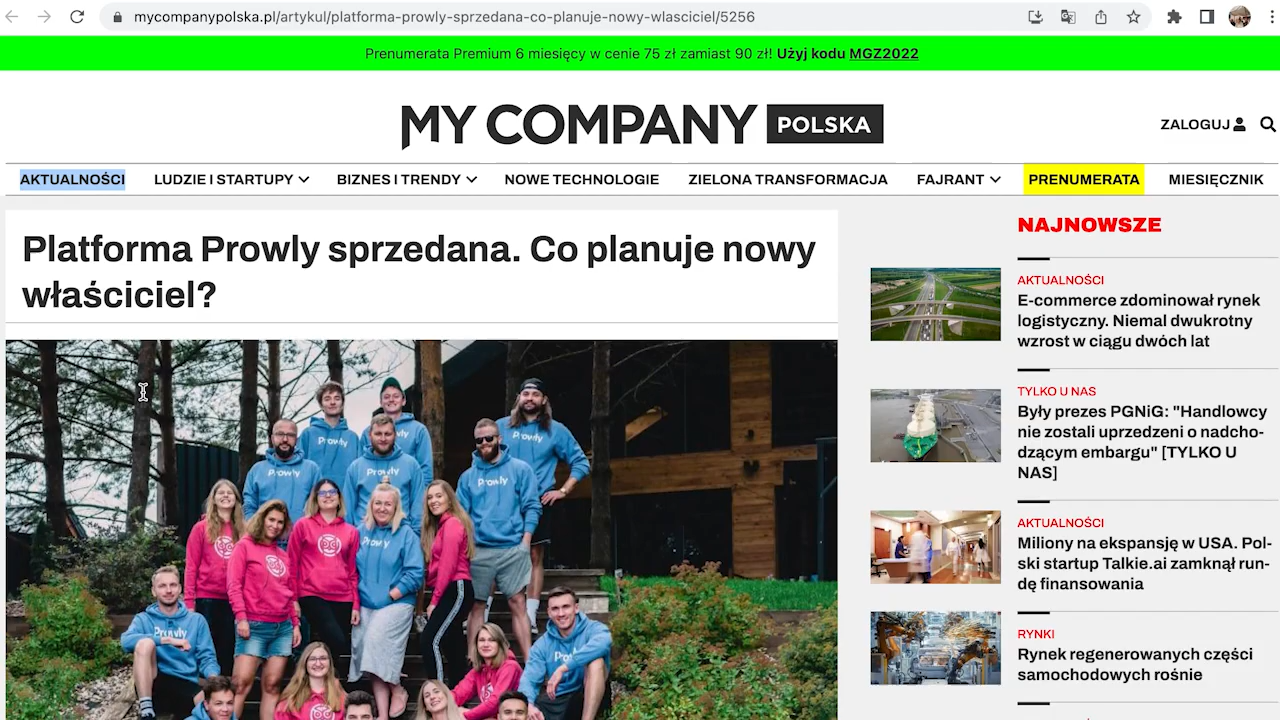 mycompanypolska.pl/artykul/platforma-prowly-sprzedana-co-planuje-nowy-wlasciciel/5256
Prenumerata Premium 6 miesięcy w cenie 75 zł zamiast 90 zł! Użyj kodu MGZ2022
MY COMPANY POLSKA
ZALOGUJ
AKTUALNOŚCI
LUDZIE I STARTUPY
BIZNES I TRENDY
NOWE TECHNOLOGIE
ZIELONA TRANSFORMACJA
FAJRANT
PRENUMERATA
MIESIĘCZNIK
Platforma Prowly sprzedana. Co planuje nowy
właściciel?
Prowly
Prowly
Prowly
Prowly
Prowly
Prowly
Prowly
NAJNOWSZE
AKTUALNOŚCI
E-commerce zdominował rynek
logistyczny. Niemal dwukrotny
wzrost w ciągu dwóch lat
TYLKO U NAS
Były prezes PGNiG: "Handlowcy
nie zostali uprzedzeni o nadcho-
dzącym embargu" [TYLKO U
NAS]
AKTUALNOŚCI
Miliony na ekspansję w USA. Pol-
ski startup Talkie.ai zamknął run-
dę finansowania
RYNKI
Rynek regenerowanych części
samochodowych rośnie